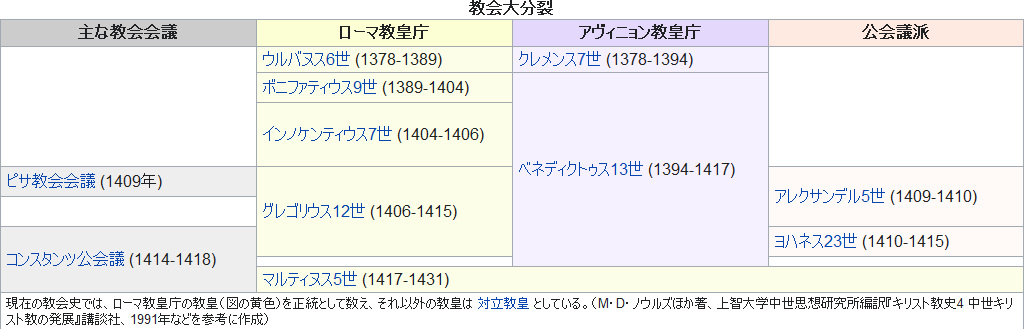 教会大分裂
主な教会会議 ローマ教皇庁 アヴィニョン教皇庁 公会議派
ウルバヌス6世 (1378-1389) クレメンス7世 (1378-1394)
ボニファティウス9世 (1389-1404)
インノケンティウス7世 (1404-1406)
ベネディクトゥス13世 (1394-1417)
ピサ教会会議 (1409年)
アレクサンデル5世 (1409-1410)
グレゴリウス12世 (1406-1415)
ヨハネス23世 (1410-1415)
コンスタンツ公会議 (1414-1418)
マルティヌス5世 (1417-1431)
現在の教会史では、ローマ教皇庁の教皇（図の黄色）を正統として数え、それ以外の教皇は 対立教皇 としている。（M・D・ノウルズほか著、上智大学中世思想研究所編訳『キリスト教史4 中世キリ
スト教の発展』講談社、1991年などを参考に作成）